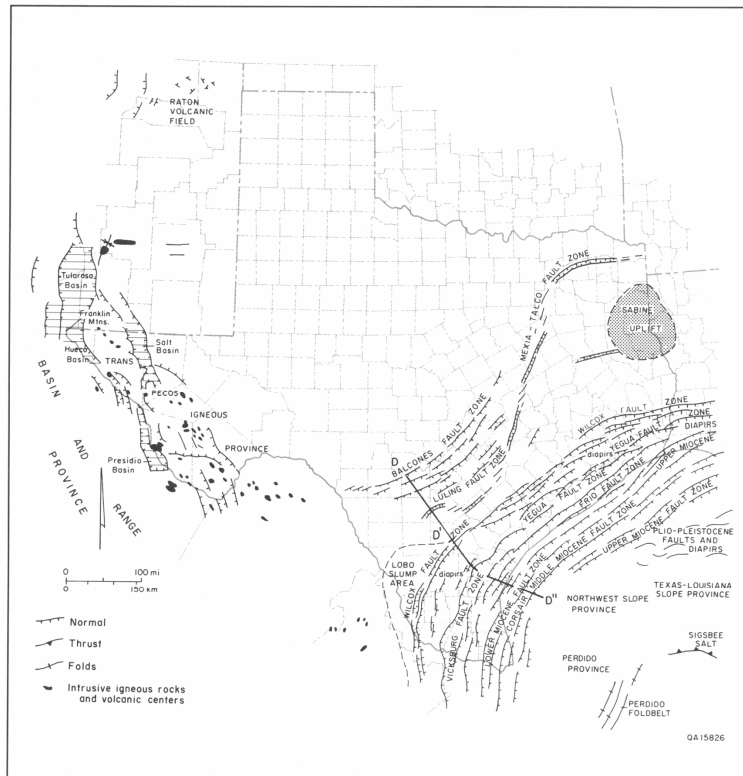 RATON
VOLCANIC
FIELD
Tularosa
Basin
Franklin
Mtns.
Hueco
Basin
Salt
Basin
TRANS
PECOS
IGNEOUS
PROVINCE
Presidio
Basin
BASIN
AND
RANGE
PROVINCE
MEXIA-TALCO FAULT ZONE
SABINE
UPLIFT
BALCONES FAULT ZONE
LULING FAULT ZONE
WILCOX FAULT ZONE
YEGUA FAULT ZONE
DIAPIRS
diapirs
YEGUA FAULT ZONE
FRIO FAULT ZONE
UPPER MIOCENE
D
D'
D"
WILCOX FAULT ZONE
LOBO
SLUMP
AREA
diapirs
VICKSBURG FAULT ZONE
LOWER MIOCENE FAULT ZONE
CORSAIR MIDDLE MIOCENE FAULT ZONE
UPPER MIOCENE FAULT ZONE
PLIO-PLEISTOCENE
FAULTS AND
DIAPIRS
TEXAS-LOUISIANA
SLOPE PROVINCE
NORTHWEST SLOPE
PROVINCE
PERDIDO
PROVINCE
SIGSBEE
SALT
PERDIDO
FOLDBELT
0 100 mi
0 150 km
Normal
Thrust
Folds
Intrusive igneous rocks
and volcanic centers
QA15826